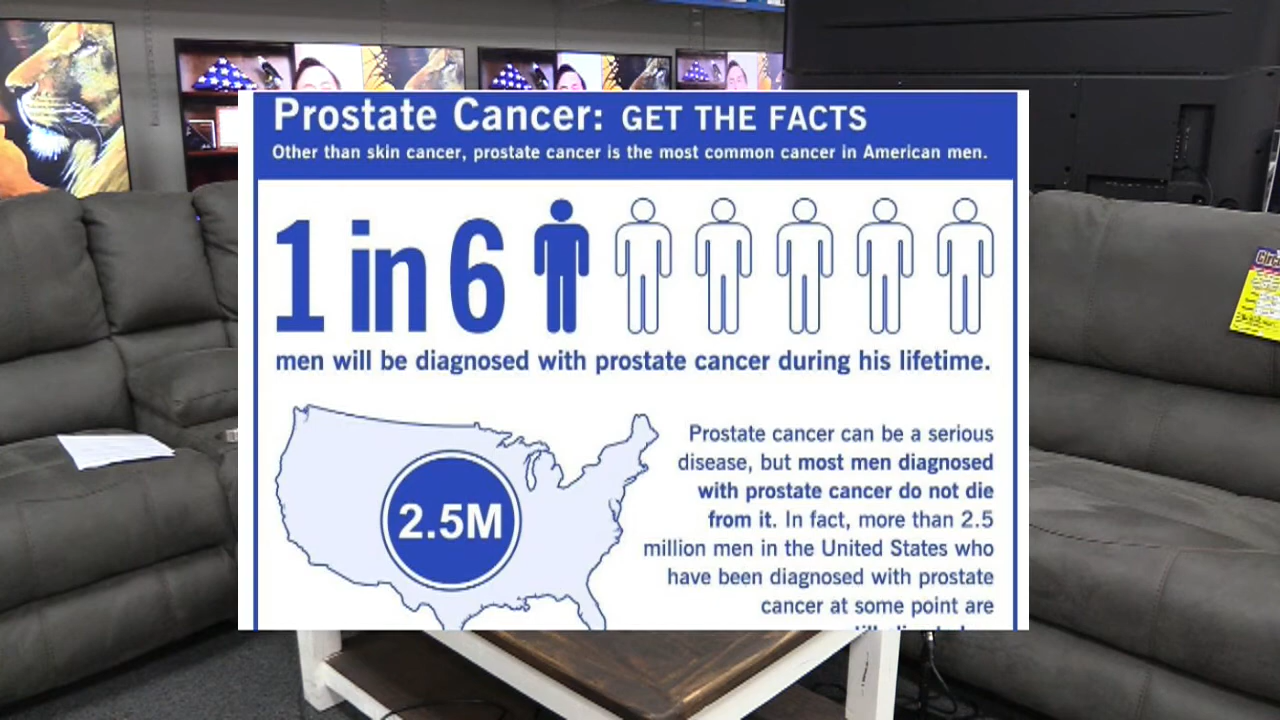 Prostate Cancer: GET THE FACTS
Other than skin cancer, prostate cancer is the most common cancer in American men.
1 in 6
men will be diagnosed with prostate cancer during his lifetime.
2.5M
Prostate cancer can be a serious
disease, but most men diagnosed
with prostate cancer do not die
from it. In fact, more than 2.5
million men in the United States who
have been diagnosed with prostate
cancer at some point are